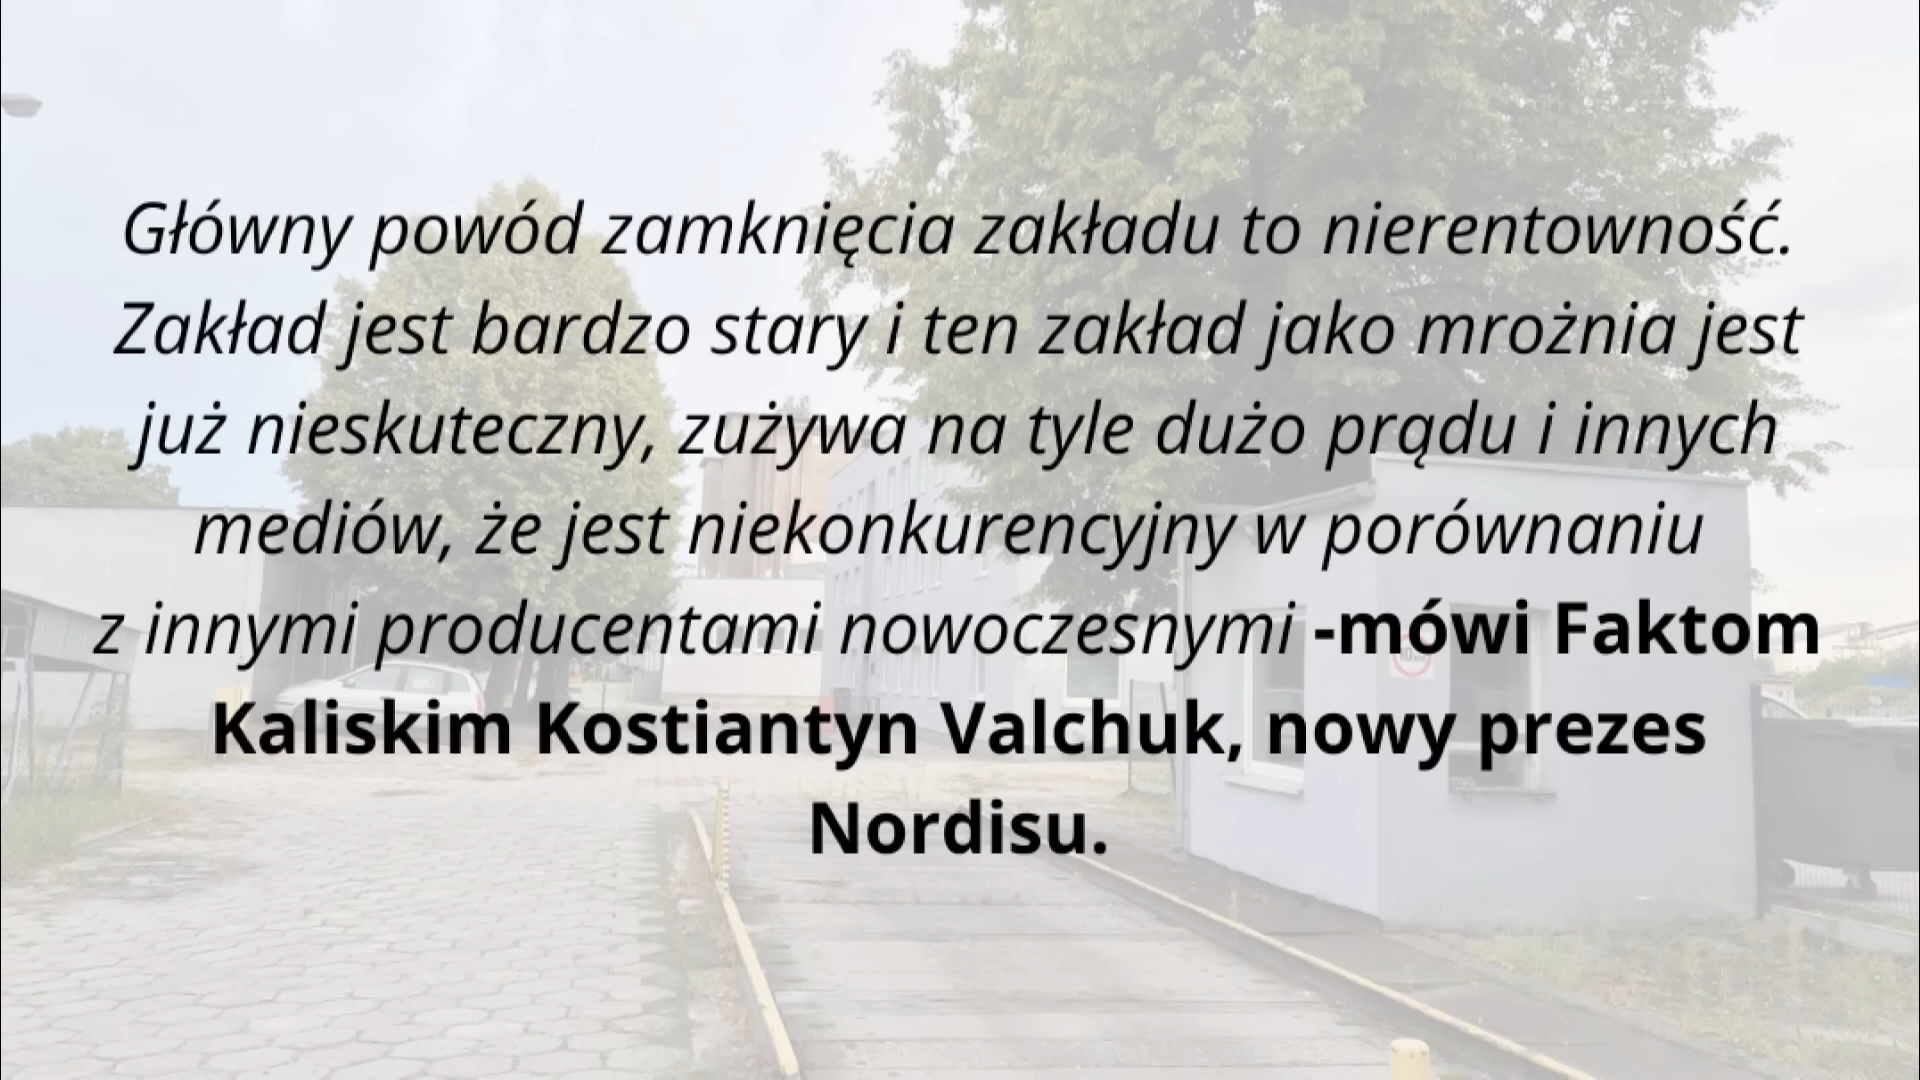 Główny powód zamknięcia zakładu to nierentowność.
Zakład jest bardzo stary i ten zakład jako mrożnia jest
już nieskuteczny, zużywa na tyle dużo prądu i innych
mediów, że jest niekonkurencyjny w porównaniu
z innymi producentami nowoczesnymi -mówi Faktom
Kaliskim Kostiantyn Valchuk, nowy prezes
Nordisu.